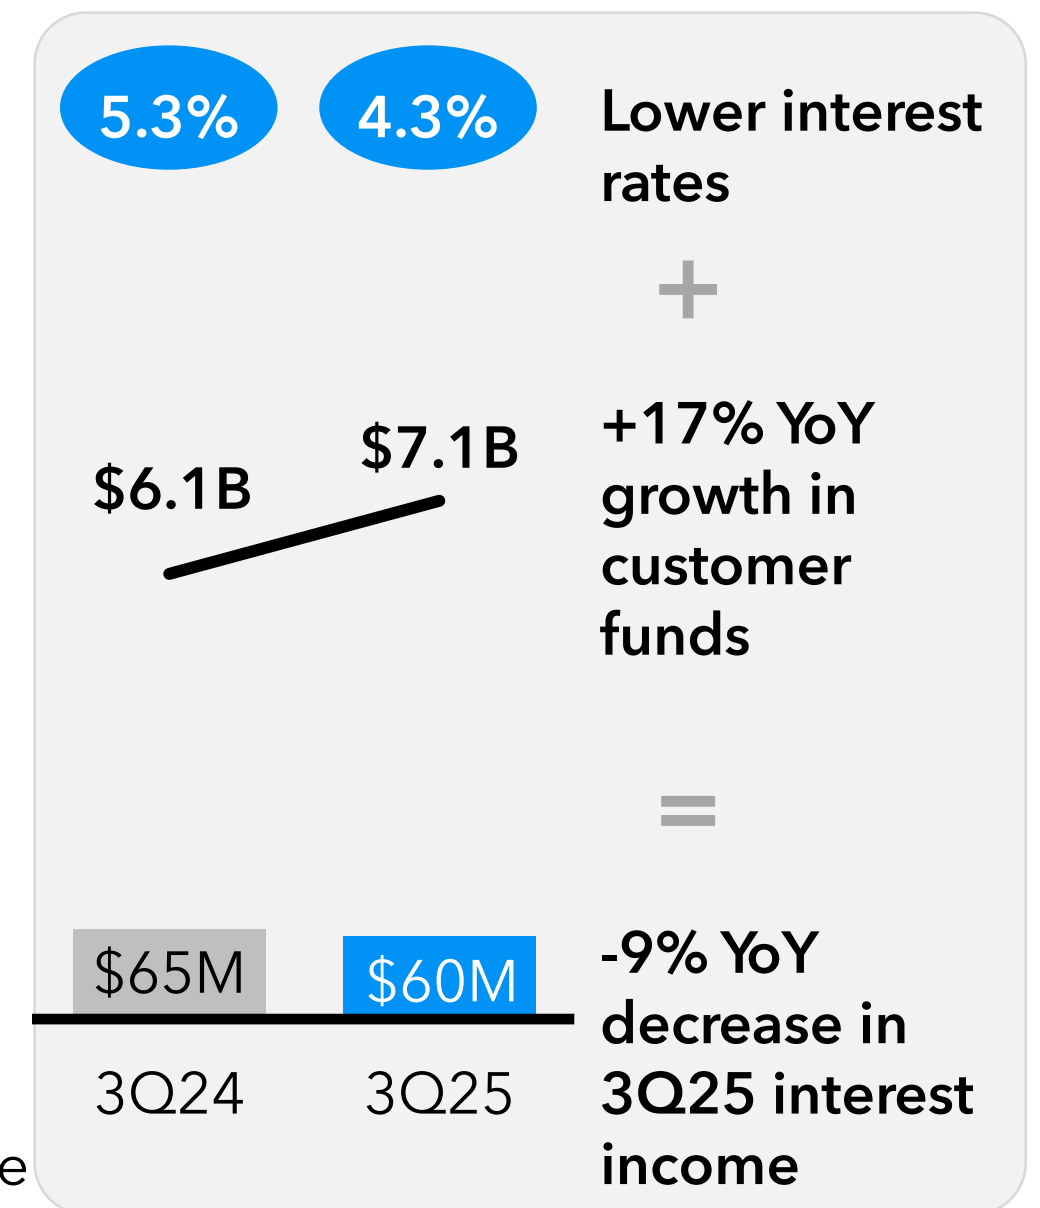 5.3% 4.3% Lower interest
rates
+
$6.1B $7.1B +17% YoY
growth in
customer
funds
=
$65M $60M -9% YoY
decrease in
3Q24 3Q25 3Q25 interest
e income